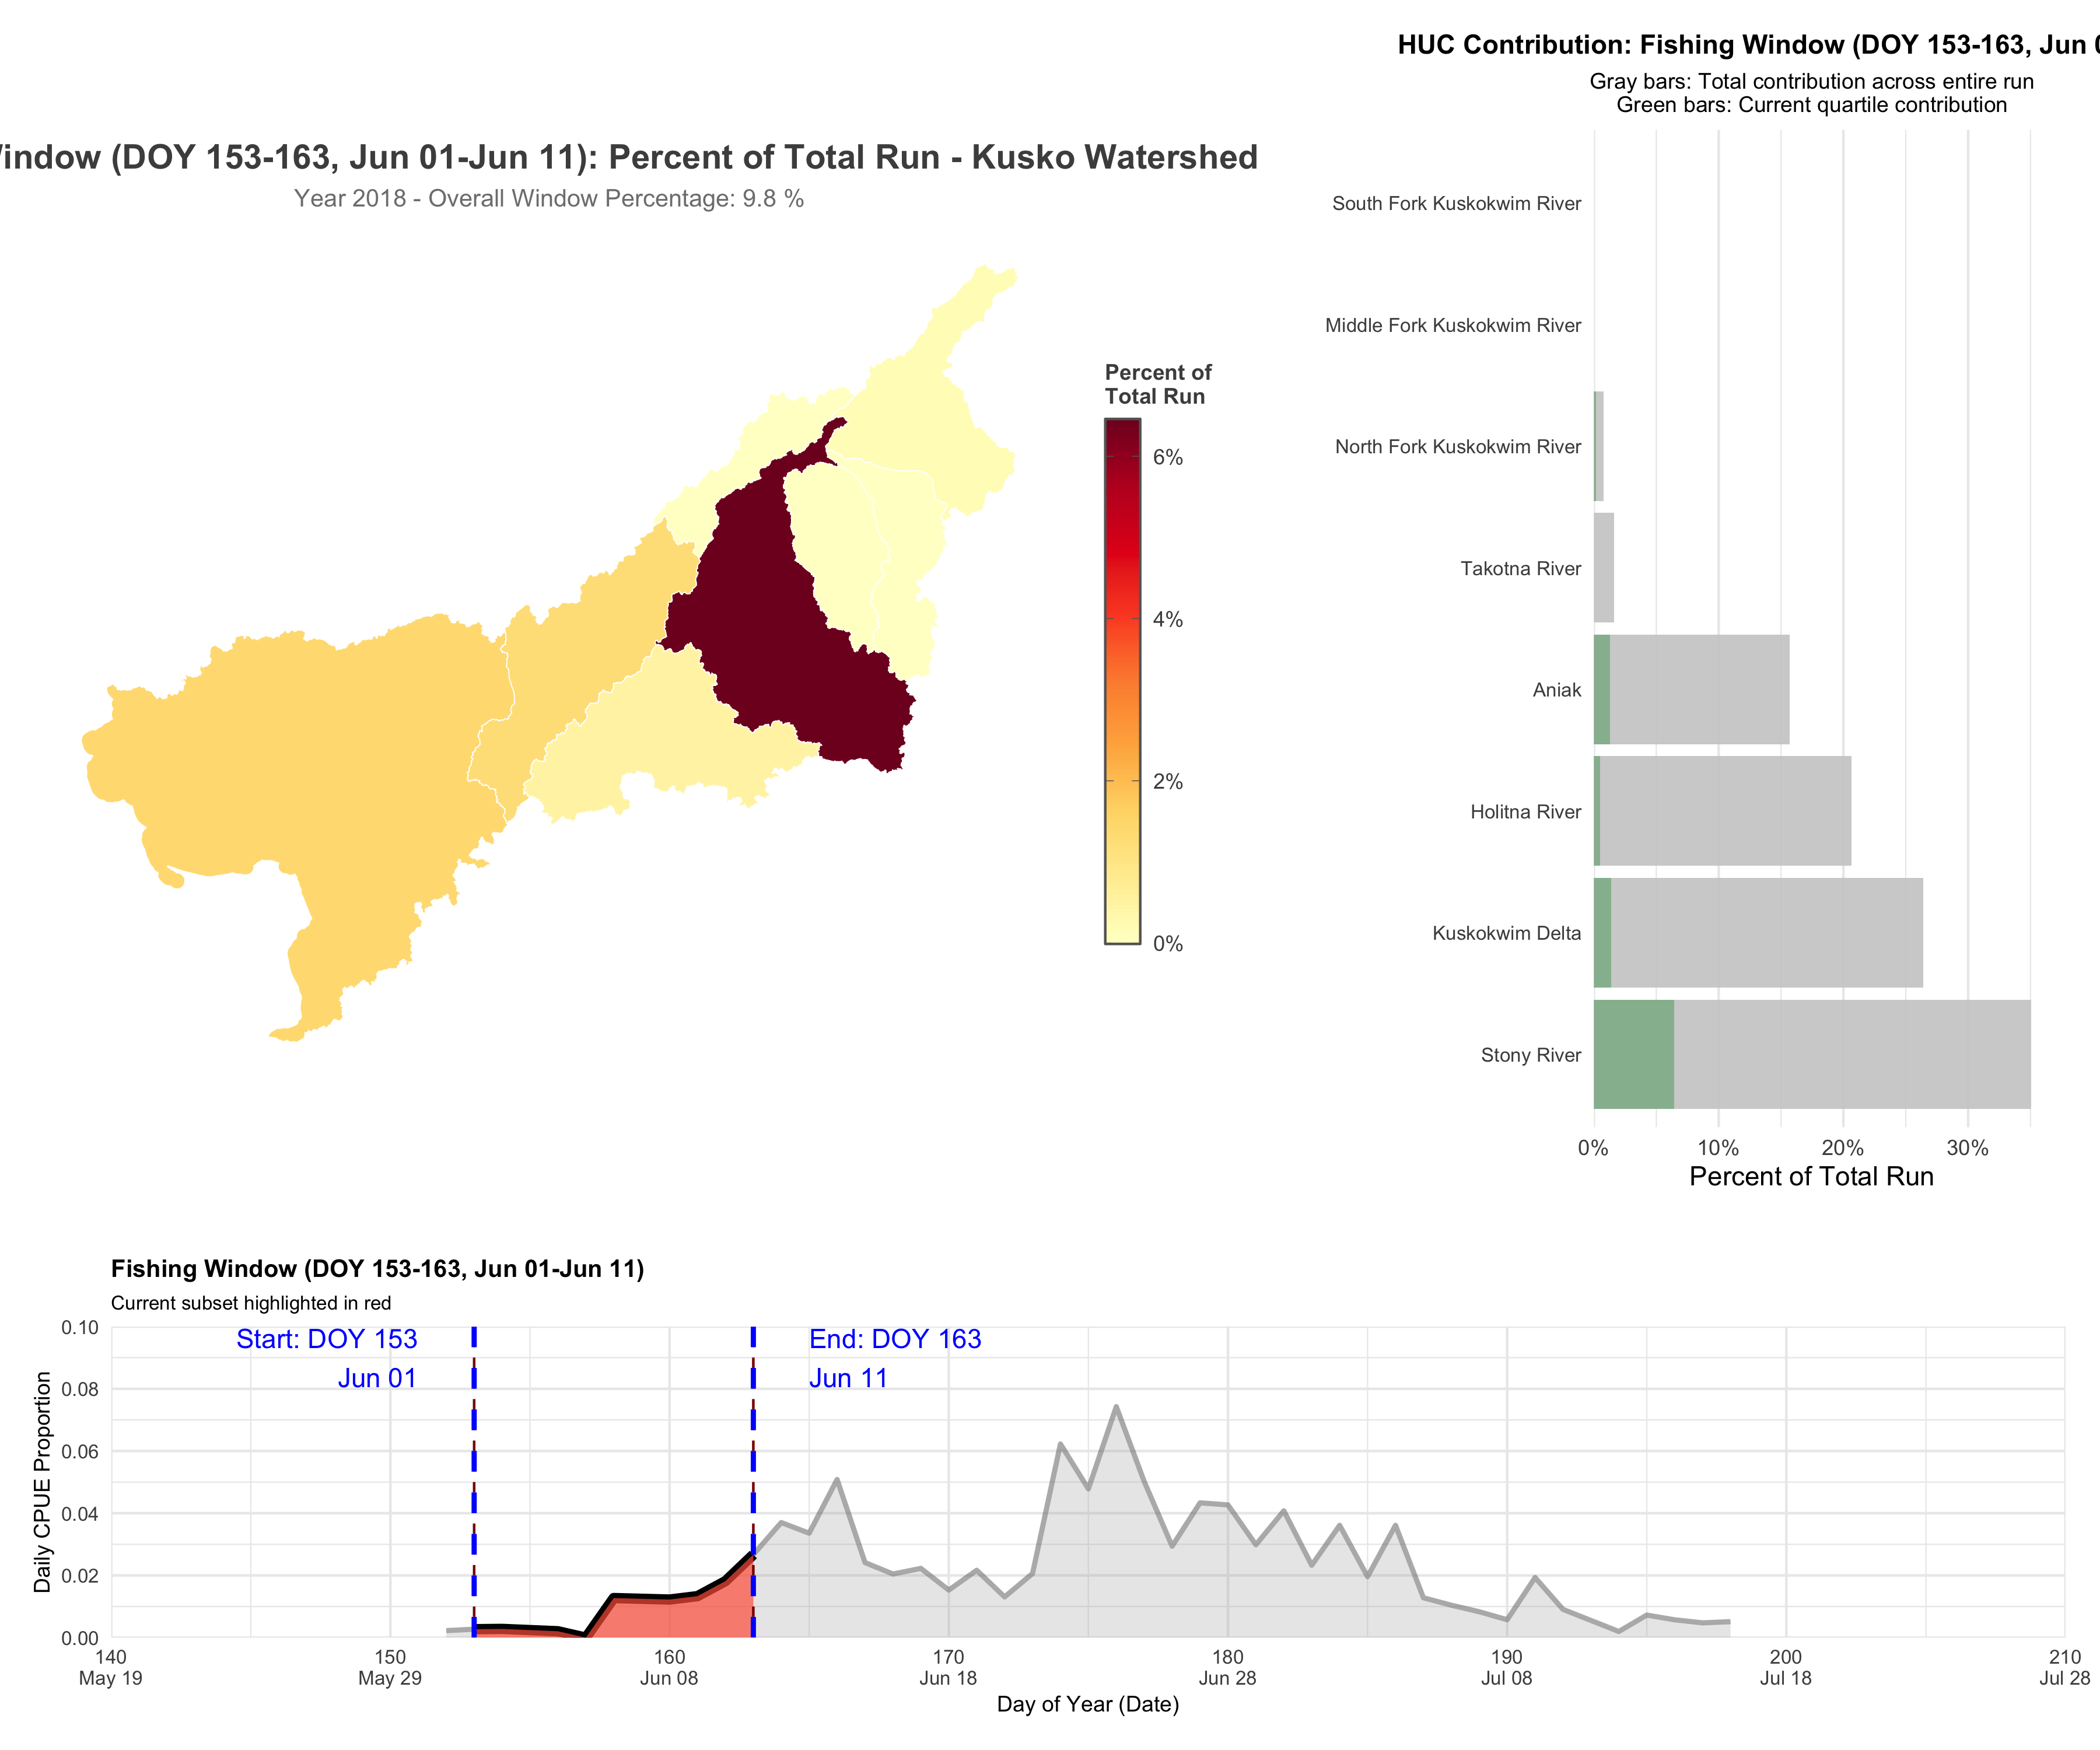 HUC Contribution: Fishing Window (DOY 153-163, Jun
Gray bars: Total contribution across entire run
Green bars: Current quartile contribution
(DOY 153-163, Jun 01-Jun 11): Percent of Total Run - Kusko Watershed
Year 2018 - Overall Window Percentage: 9.8 %
Percent of
Total Run
6%
4%
2%
0%
South Fork Kuskokwim River
Middle Fork Kuskokwim River
North Fork Kuskokwim River
Takotna River
Aniak
Holitna River
Kuskokwim Delta
Stony River
0% 10% 20% 30%
Percent of Total Run
Fishing Window (DOY 153-163, Jun 01-Jun 11)
Current subset highlighted in red
Start: DOY 153
Jun 01
End: DOY 163
Jun 11
Daily CPUE Proportion
0.10
0.08
0.06
0.04
0.02
0.00
140 150 160 170 180 190 200 210
May 19 May 29 Jun 08 Jun 18 Jun 28 Jul 08 Jul 18 Jul 28
Day of Year (Date)